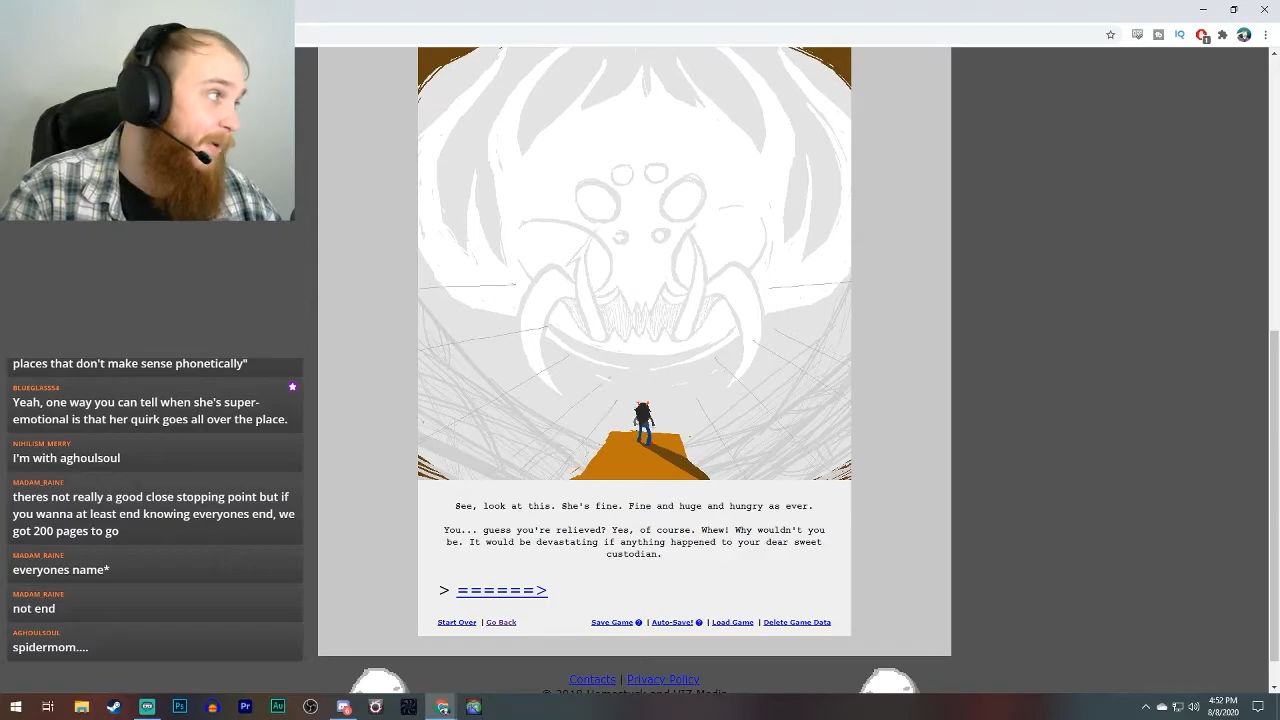 places that don't make sense phonetically"
BLUEGLASS54
Yeah, one way you can tell when she's super-
emotional is that her quirk goes all over the place.
NIHILISM_MERRY
I'm with aghoulsoul
MADAM_RAINE
theres not really a good close stopping point but if
you wanna at least end knowing everyones end, we
got 200 pages to go
MADAM_RAINE
everyones name*
MADAM_RAINE
not end
AGHOULSOUL
spidermom....
See, look at this. She's fine. Fine and huge and hungry as ever.
You... guess you're relieved? Yes, of course. Whew! Why wouldn't you
be. It would be devastating if anything happened to your dear sweet
custodian.
> ======>
Start Over | Go Back
Save Game ? | Auto-Save! ? | Load Game | Delete Game Data
Contacts | Privacy Policy
© 2018 Homestuck and VIZ Media
4:52 PM
8/8/2020